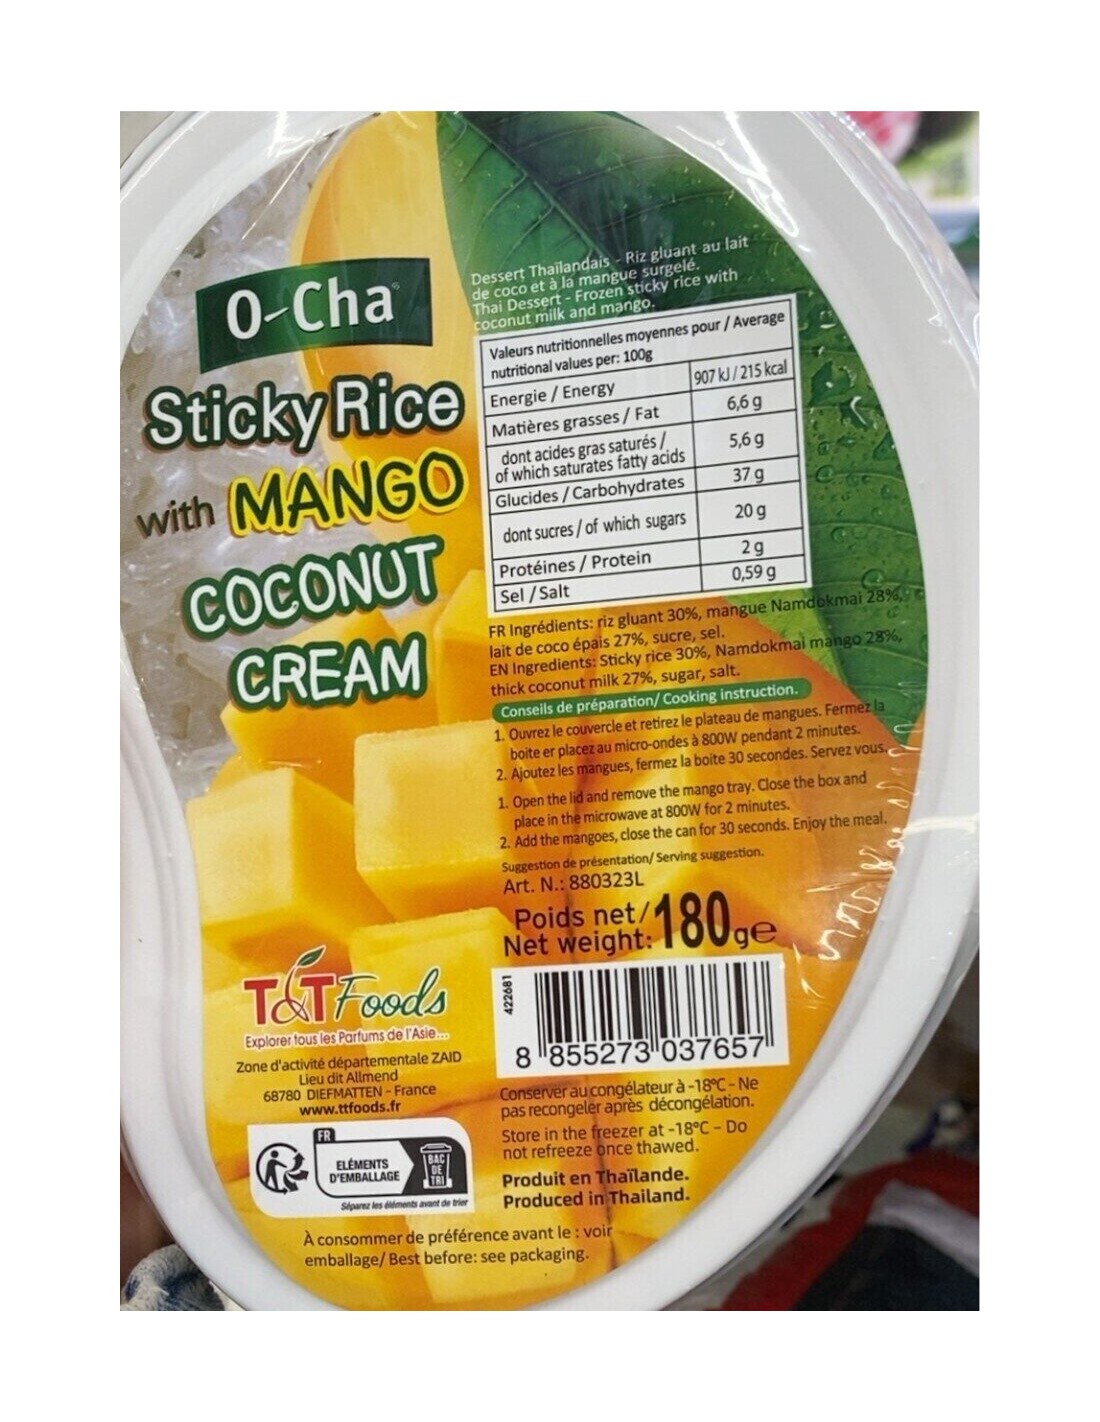 O-Cha®
Sticky Rice
with MANGO
COCONUT
CREAM
Dessert Thaïlandais - Riz gluant au lait
de coco et à la mangue surgelé.
Thai Dessert - Frozen sticky rice with
coconut milk and mango.
Valeurs nutritionnelles moyennes pour / Average
nutritional values per: 100g
Energie / Energy 907 kJ / 215 kcal
Matières grasses / Fat 6,6 g
dont acides gras saturés /
of which saturates fatty acids 5,6 g
Glucides / Carbohydrates 37 g
dont sucres / of which sugars 20 g
Protéines / Protein 2 g
Sel / Salt 0,59 g
FR Ingrédients: riz gluant 30%, mangue Namdokmai 28%,
lait de coco épais 27%, sucre, sel.
EN Ingredients: Sticky rice 30%, Namdokmai mango 28%,
thick coconut milk 27%, sugar, salt.
Conseils de préparation/ Cooking instruction.
1. Ouvrez le couvercle et retirez le plateau de mangues. Fermez la
boite er placez au micro-ondes à 800W pendant 2 minutes.
2. Ajoutez les mangues, fermez la boite 30 secondes. Servez vous.
1. Open the lid and remove the mango tray. Close the box and
place in the microwave at 800W for 2 minutes.
2. Add the mangoes, close the can for 30 seconds. Enjoy the meal.
Suggestion de présentation/ Serving suggestion.
Art. N.: 880323L
Poids net/
Net weight: 180 g e
422681
8 855273 037657
T&T Foods
Explorer tous les Parfums de l'Asie...
Zone d'activité départementale ZAID
Lieu dit Allmend
68780 DIEFMATTEN - France
www.ttfoods.fr
FR
ELÉMENTS
D'EMBALLAGE
BAC
DE
TRI
Séparez les éléments avant de trier
Conserver au congélateur à -18°C - Ne
pas recongeler après décongélation.
Store in the freezer at -18°C - Do
not refreeze once thawed.
Produit en Thaïlande.
Produced in Thailand.
À consommer de préférence avant le : voir
emballage/ Best before: see packaging.